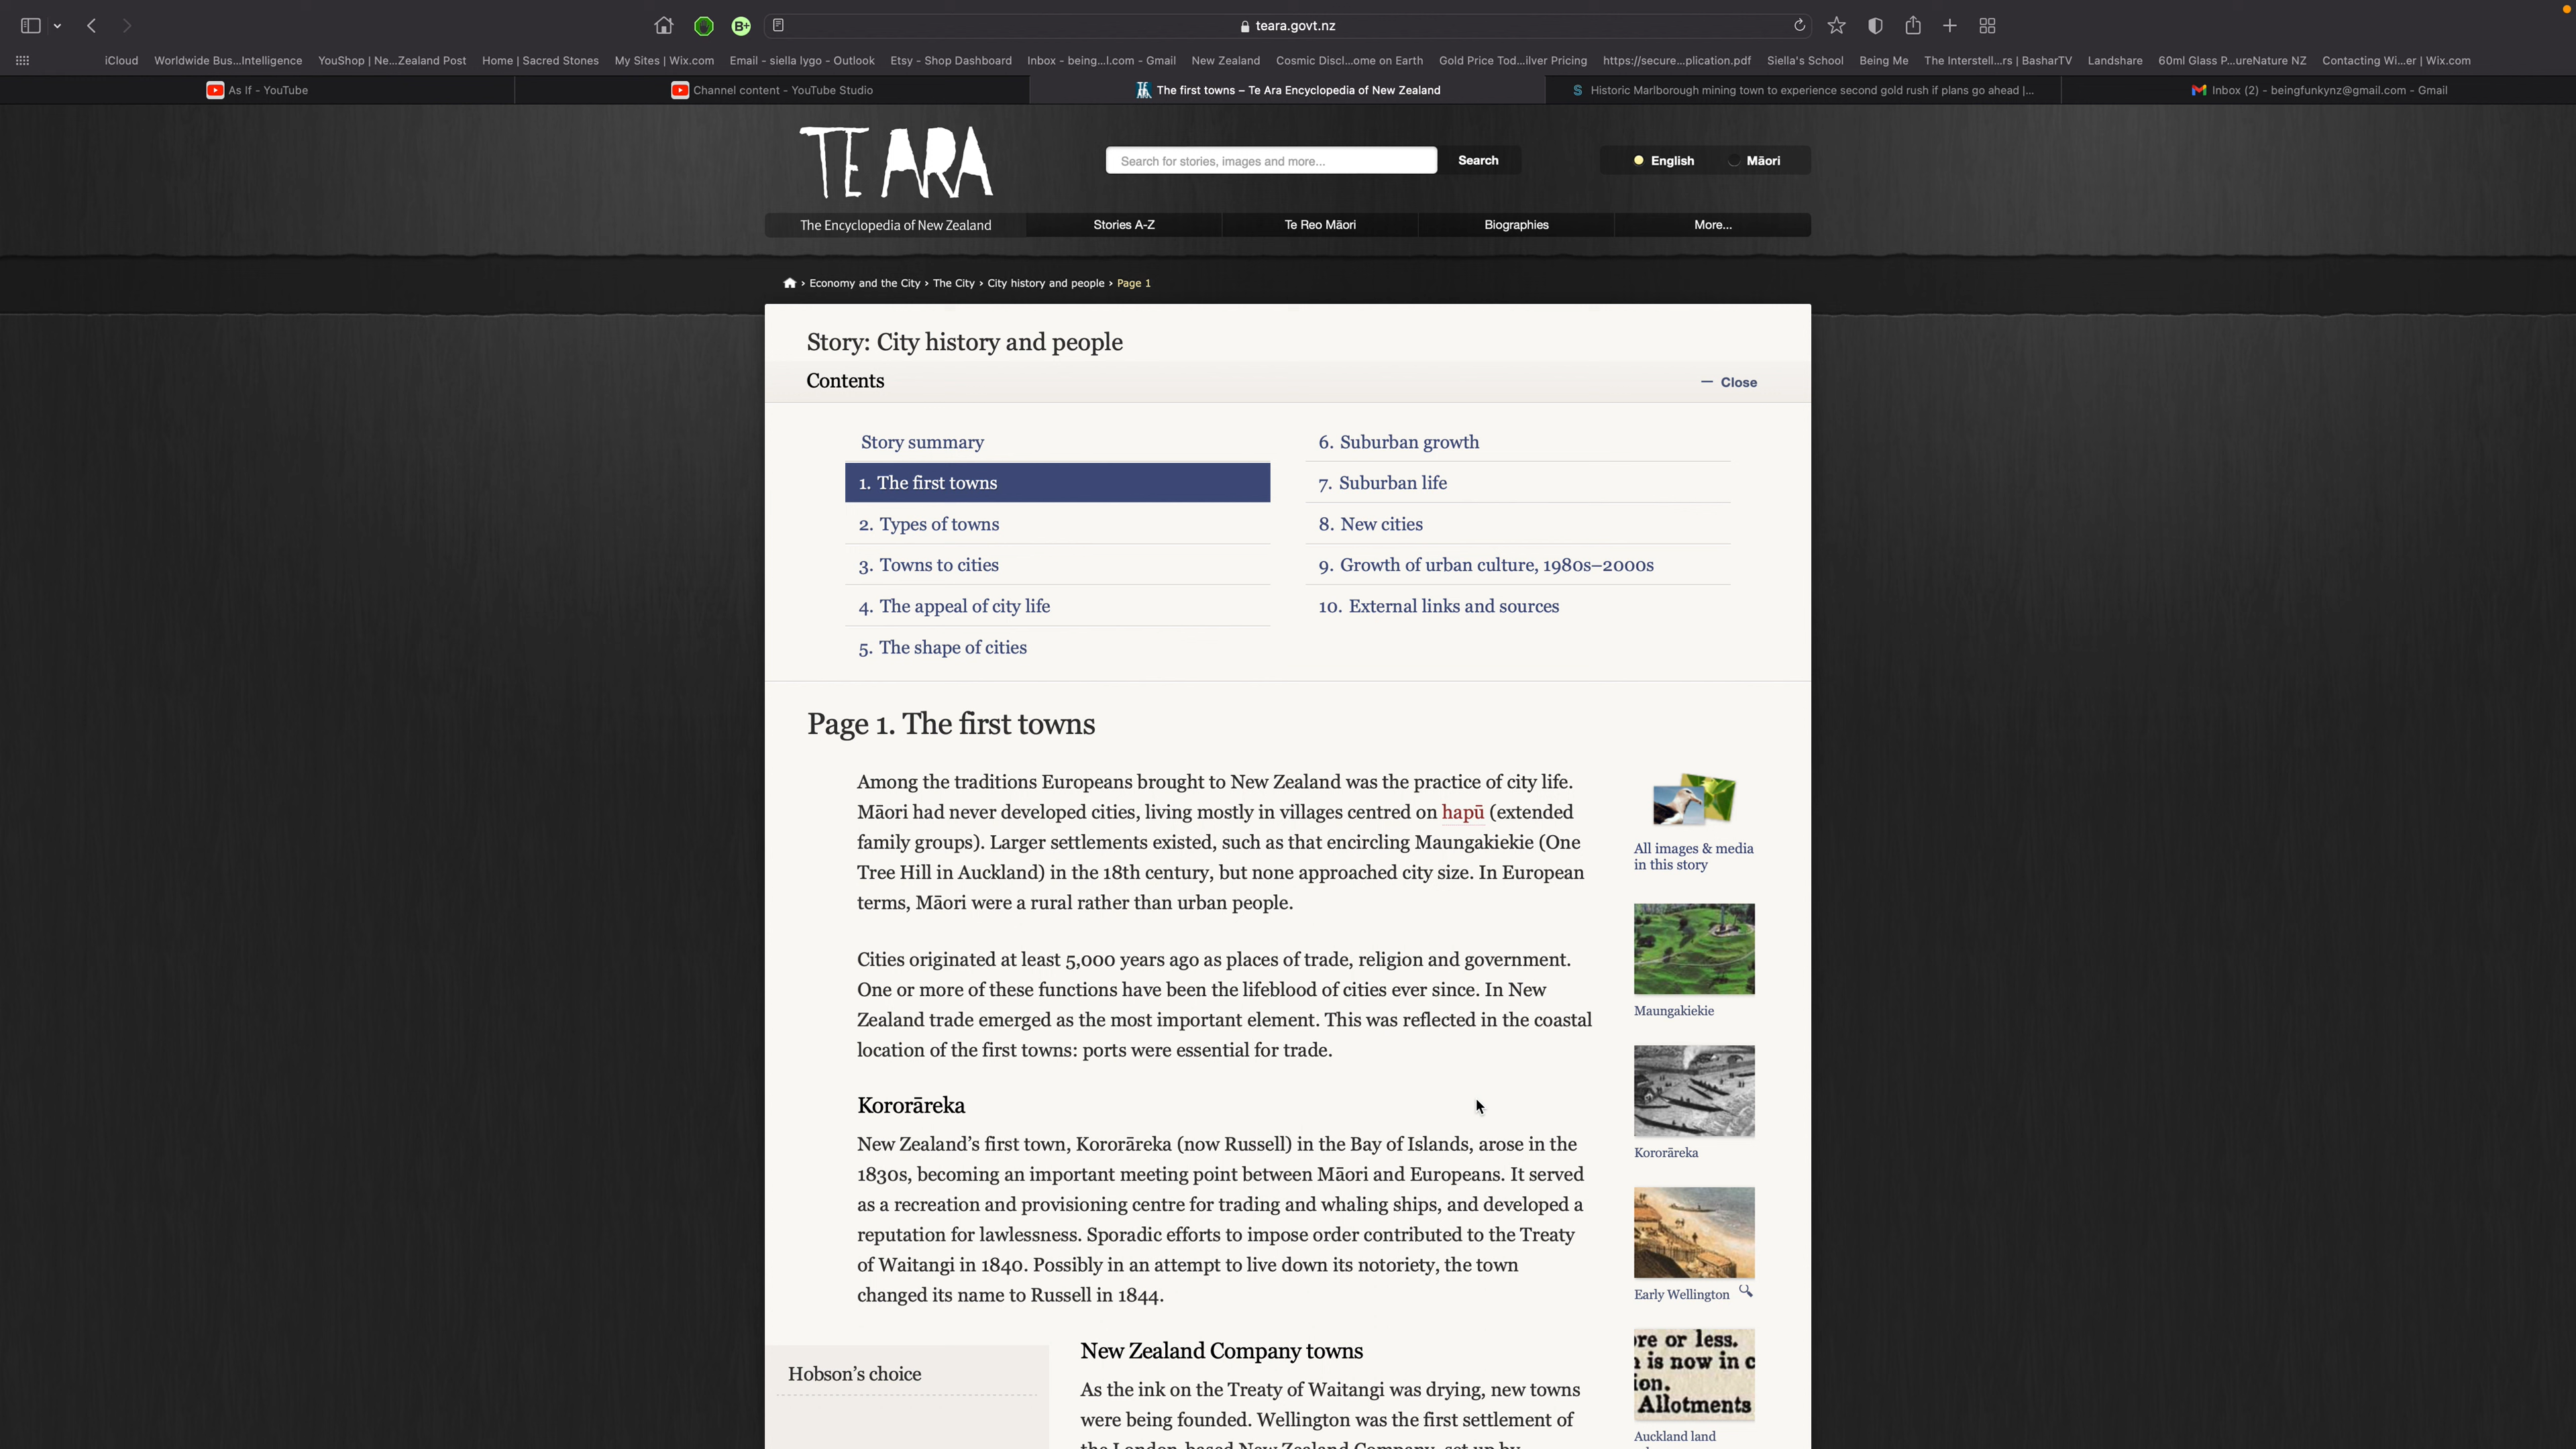 teara.govt.nz
iCloud
Worldwide Bus...Intelligence
YouShop | Ne...Zealand Post
Home | Sacred Stones
My Sites | Wix.com
Email - siella lygo - Outlook
Etsy - Shop Dashboard
Inbox - being...l.com - Gmail
New Zealand
Cosmic Discl...ome on Earth
Gold Price Tod...ilver Pricing
https://secure...plication.pdf
Siella's School
Being Me
The Interstell...rs | BasharTV
Landshare
60ml Glass P...ureNature NZ
Contacting Wi...er | Wix.com
As If - YouTube
Channel content - YouTube Studio
The first towns – Te Ara Encyclopedia of New Zealand
Historic Marlborough mining town to experience second gold rush if plans go ahead |...
Inbox (2) - beingfunkynz@gmail.com - Gmail
TE ARA
Search for stories, images and more...
Search
English
Māori
The Encyclopedia of New Zealand
Stories A-Z
Te Reo Māori
Biographies
More...
› Economy and the City › The City › City history and people › Page 1
Story: City history and people
Contents
— Close
Story summary
1. The first towns
2. Types of towns
3. Towns to cities
4. The appeal of city life
5. The shape of cities
6. Suburban growth
7. Suburban life
8. New cities
9. Growth of urban culture, 1980s–2000s
10. External links and sources
Page 1. The first towns
Among the traditions Europeans brought to New Zealand was the practice of city life.
Māori had never developed cities, living mostly in villages centred on hapū (extended
family groups). Larger settlements existed, such as that encircling Maungakiekie (One
Tree Hill in Auckland) in the 18th century, but none approached city size. In European
terms, Māori were a rural rather than urban people.
Cities originated at least 5,000 years ago as places of trade, religion and government.
One or more of these functions have been the lifeblood of cities ever since. In New
Zealand trade emerged as the most important element. This was reflected in the coastal
location of the first towns: ports were essential for trade.
Kororāreka
New Zealand's first town, Kororāreka (now Russell) in the Bay of Islands, arose in the
1830s, becoming an important meeting point between Māori and Europeans. It served
as a recreation and provisioning centre for trading and whaling ships, and developed a
reputation for lawlessness. Sporadic efforts to impose order contributed to the Treaty
of Waitangi in 1840. Possibly in an attempt to live down its notoriety, the town
changed its name to Russell in 1844.
Hobson's choice
New Zealand Company towns
As the ink on the Treaty of Waitangi was drying, new towns
were being founded. Wellington was the first settlement of
the London-based New Zealand Company, set up by
All images & media
in this story
Maungakiekie
Kororāreka
Early Wellington
re or less.
is now in c
ion.
Allotments
Auckland land